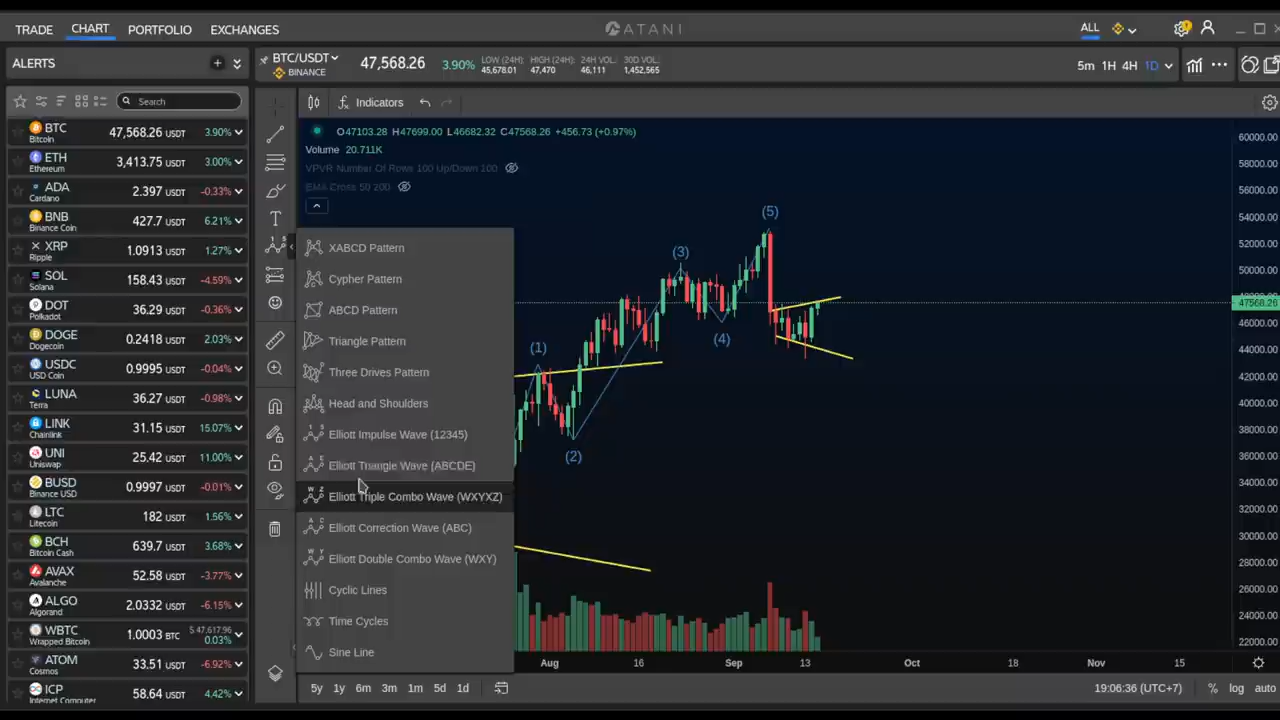 TRADE CHART PORTFOLIO EXCHANGES ATANI ALL
ALERTS BTC/USDT 47,568.26 3.90% LOW (24H): HIGH (24H): 24H VOL: 30D VOL: 5m 1H 4H 1D
BINANCE 45,678.01 47,470 46,111 1,452,565
Search Indicators
BTC 47,568.26 USDT 3.90%
Bitcoin
ETH 3,413.75 USDT 3.00%
Ethereum
ADA 2.397 USDT -0.33%
Cardano
BNB 427.7 USDT 6.21%
Binance Coin
XRP 1.0913 USDT 1.27%
Ripple
SOL 158.43 USDT -4.59%
Solana
DOT 36.29 USDT -0.36%
Polkadot
DOGE 0.2418 USDT 2.03%
Dogecoin
USDC 0.9995 USDT -0.04%
USD Coin
LUNA 36.27 USDT -0.98%
Terra
LINK 31.15 USDT 15.07%
Chainlink
UNI 25.42 USDT 11.00%
Uniswap
BUSD 0.9997 USDT -0.01%
Binance USD
LTC 182 USDT 1.56%
Litecoin
BCH 639.7 USDT 3.68%
Bitcoin Cash
AVAX 52.58 USDT -3.77%
Avalanche
ALGO 2.0332 USDT -6.15%
Algorand
WBTC 1.0003 BTC 5 47,617.96 0.03%
Wrapped Bitcoin
ATOM 33.51 USDT -6.92%
Cosmos
ICP 58.64 USDT 4.42%
Internet Computer
O47103.28 H47699.00 L46682.32 C47568.26 +456.73 (+0.97%)
Volume 20.711K
VPVR Number Of Rows 100 Up/Down 100
EMA Cross 50 200
XABCD Pattern
Cypher Pattern
ABCD Pattern
Triangle Pattern
Three Drives Pattern
Head and Shoulders
Elliott Impulse Wave (12345)
Elliott Triangle Wave (ABCDE)
Elliott Triple Combo Wave (WXYXZ)
Elliott Correction Wave (ABC)
Elliott Double Combo Wave (WXY)
Cyclic Lines
Time Cycles
Sine Line
(1)
(2)
(3)
(4)
(5)
60000.00
58000.00
56000.00
54000.00
52000.00
50000.00
47568.26
46000.00
44000.00
42000.00
40000.00
38000.00
36000.00
34000.00
32000.00
30000.00
28000.00
26000.00
24000.00
22000.00
Aug 16 Sep 13 Oct 18 Nov 15
5y 1y 6m 3m 1m 5d 1d 19:06:36 (UTC+7) % log auto